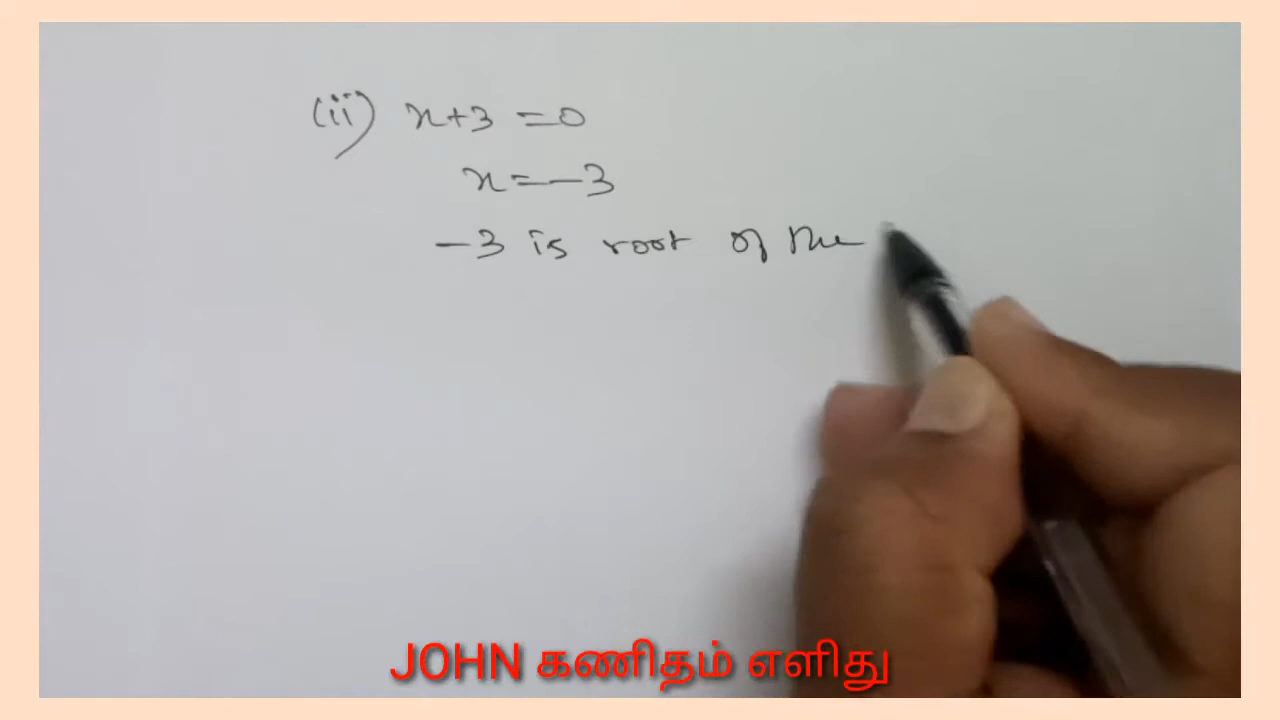 (ii) x+3 =0
x=-3
-3 is root of the
JOHN கணிதம் எளிது